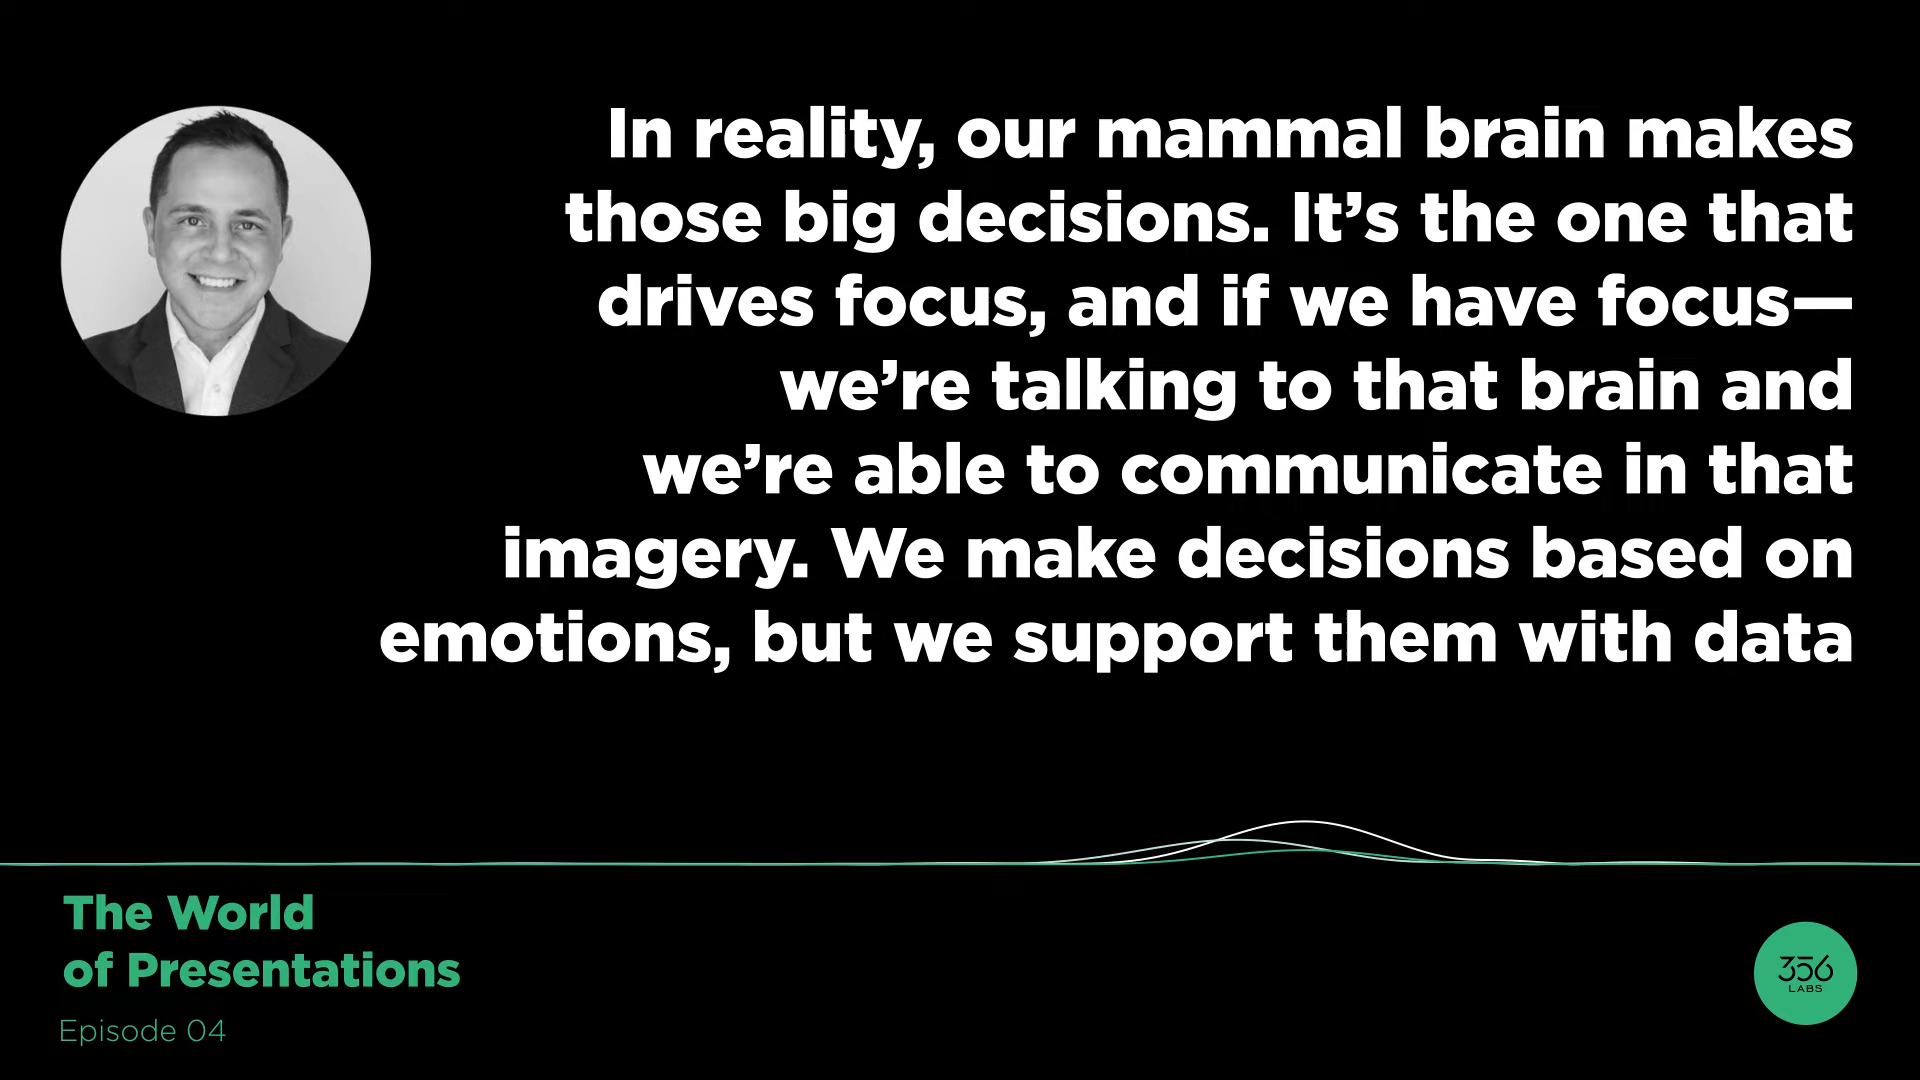 In reality, our mammal brain makes
those big decisions. It’s the one that
drives focus, and if we have focus—
we’re talking to that brain and
we’re able to communicate in that
imagery. We make decisions based on
emotions, but we support them with data
The World
of Presentations
Episode 04
356
LABS